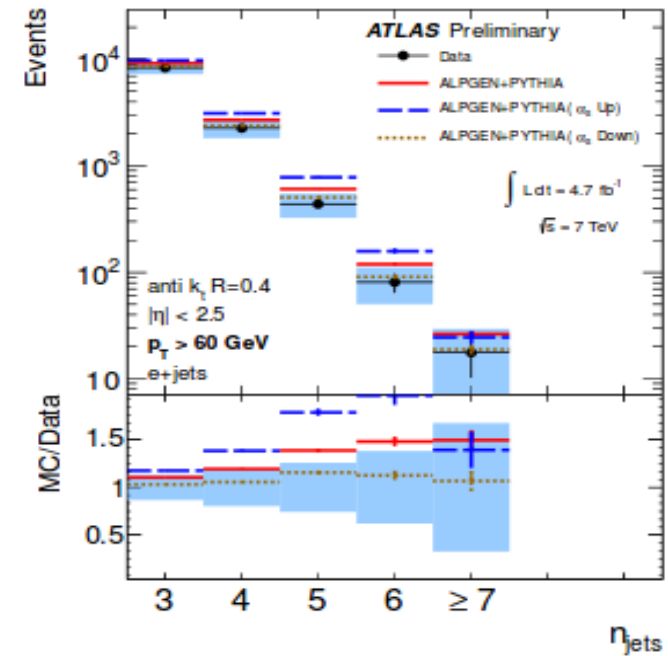 Events
10⁴
10³
10²
10
ATLAS Preliminary
Data
ALPGEN+PYTHIA
ALPGEN+PYTHIA( αs Up)
ALPGEN+PYTHIA( αs Down)
∫ Ldt = 4.7 fb⁻¹
√s = 7 TeV
anti kt R=0.4
|η| < 2.5
pT > 60 GeV
e+jets
MC/Data
1.5
1
0.5
3 4 5 6 ≥ 7
njets